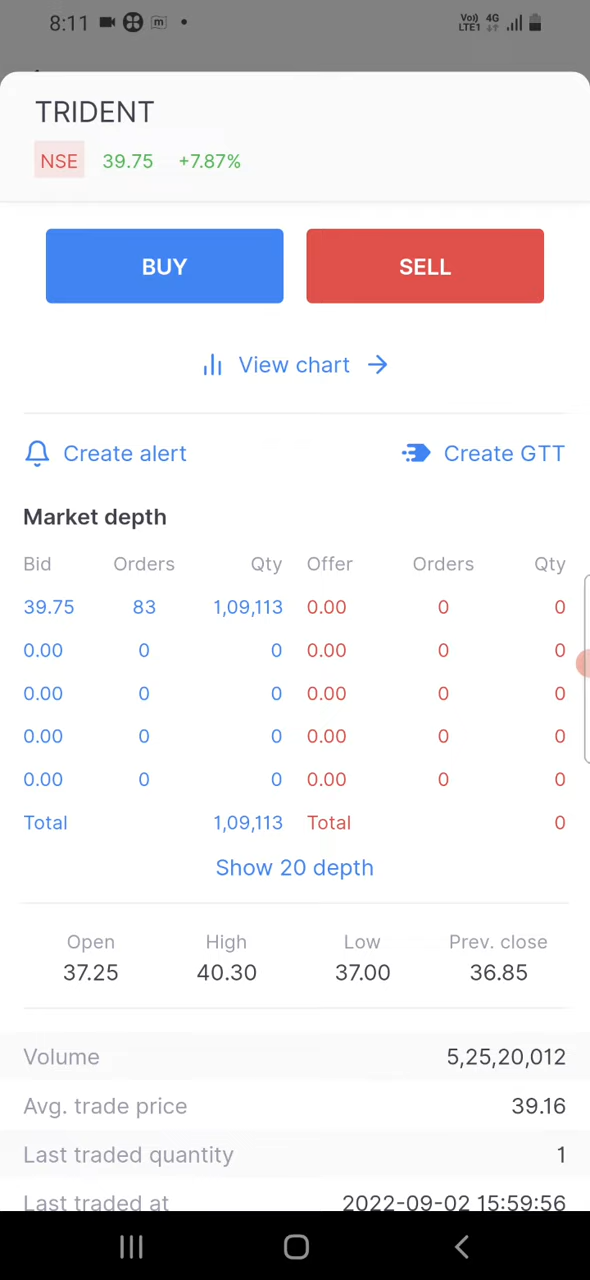 8:11 m Vo)) 4G LTE1
TRIDENT
NSE 39.75 +7.87%
BUY SELL
View chart
Create alert Create GTT
Market depth
Bid Orders Qty Offer Orders Qty
39.75 83 1,09,113 0.00 0 0
0.00 0 0 0.00 0 0
0.00 0 0 0.00 0 0
0.00 0 0 0.00 0 0
0.00 0 0 0.00 0 0
Total 1,09,113 Total 0
Show 20 depth
Open High Low Prev. close
37.25 40.30 37.00 36.85
Volume 5,25,20,012
Avg. trade price 39.16
Last traded quantity 1
Last traded at 2022-09-02 15:59:56